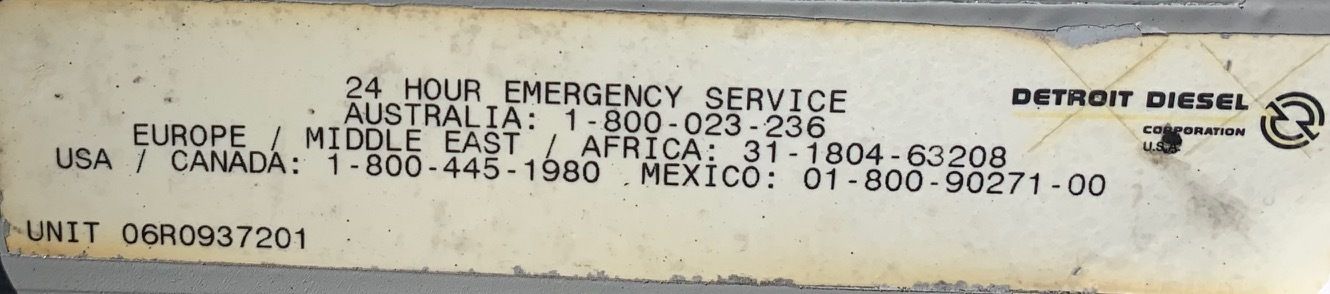 24 HOUR EMERGENCY SERVICE
AUSTRALIA: 1-800-023-236
EUROPE / MIDDLE EAST / AFRICA: 31-1804-63208
USA / CANADA: 1-800-445-1980 MEXICO: 01-800-90271-00
UNIT 06R0937201
DETROIT DIESEL
CORPORATION
U.S.A.